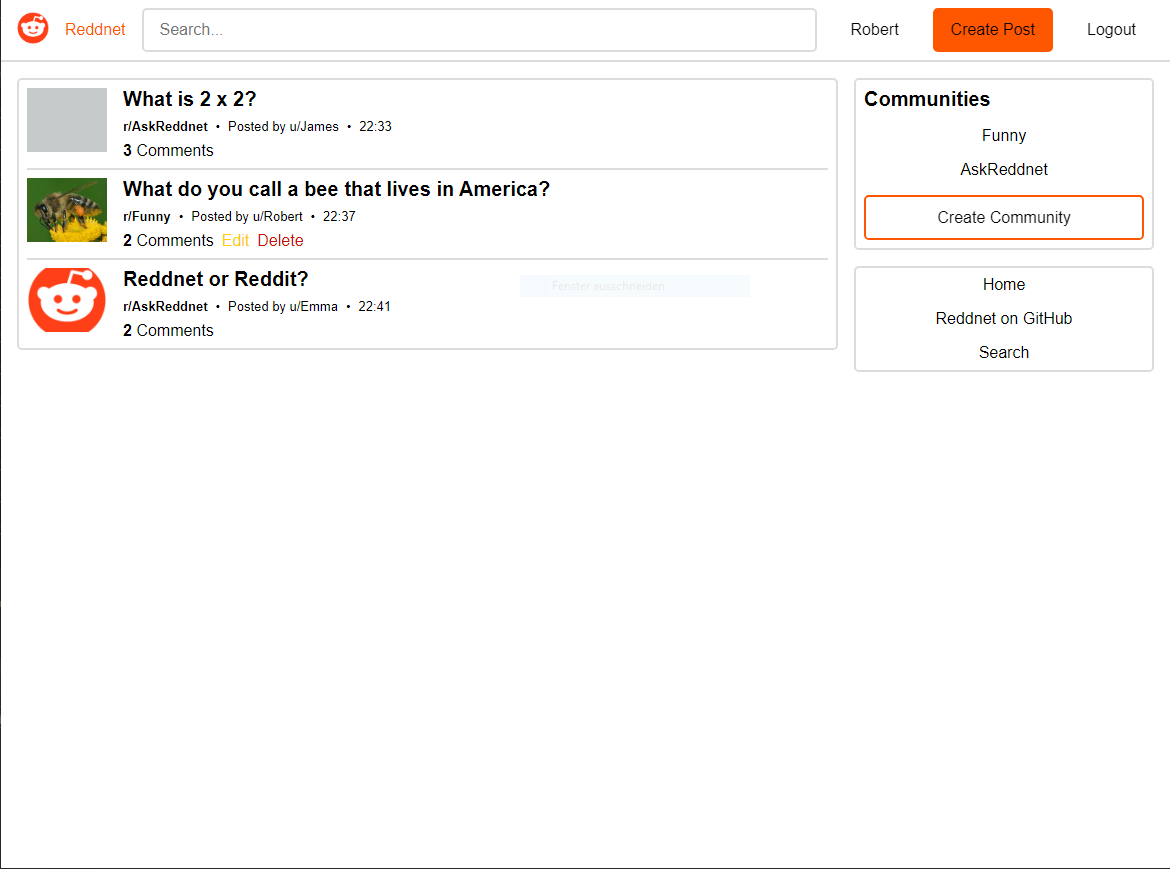 Reddnet Search... Robert Create Post Logout
What is 2 x 2?
r/AskReddnet • Posted by u/James • 22:33
3 Comments
What do you call a bee that lives in America?
r/Funny • Posted by u/Robert • 22:37
2 Comments Edit Delete
Reddnet or Reddit?
Fenster ausschneiden
r/AskReddnet • Posted by u/Emma • 22:41
2 Comments
Communities
Funny
AskReddnet
Create Community
Home
Reddnet on GitHub
Search